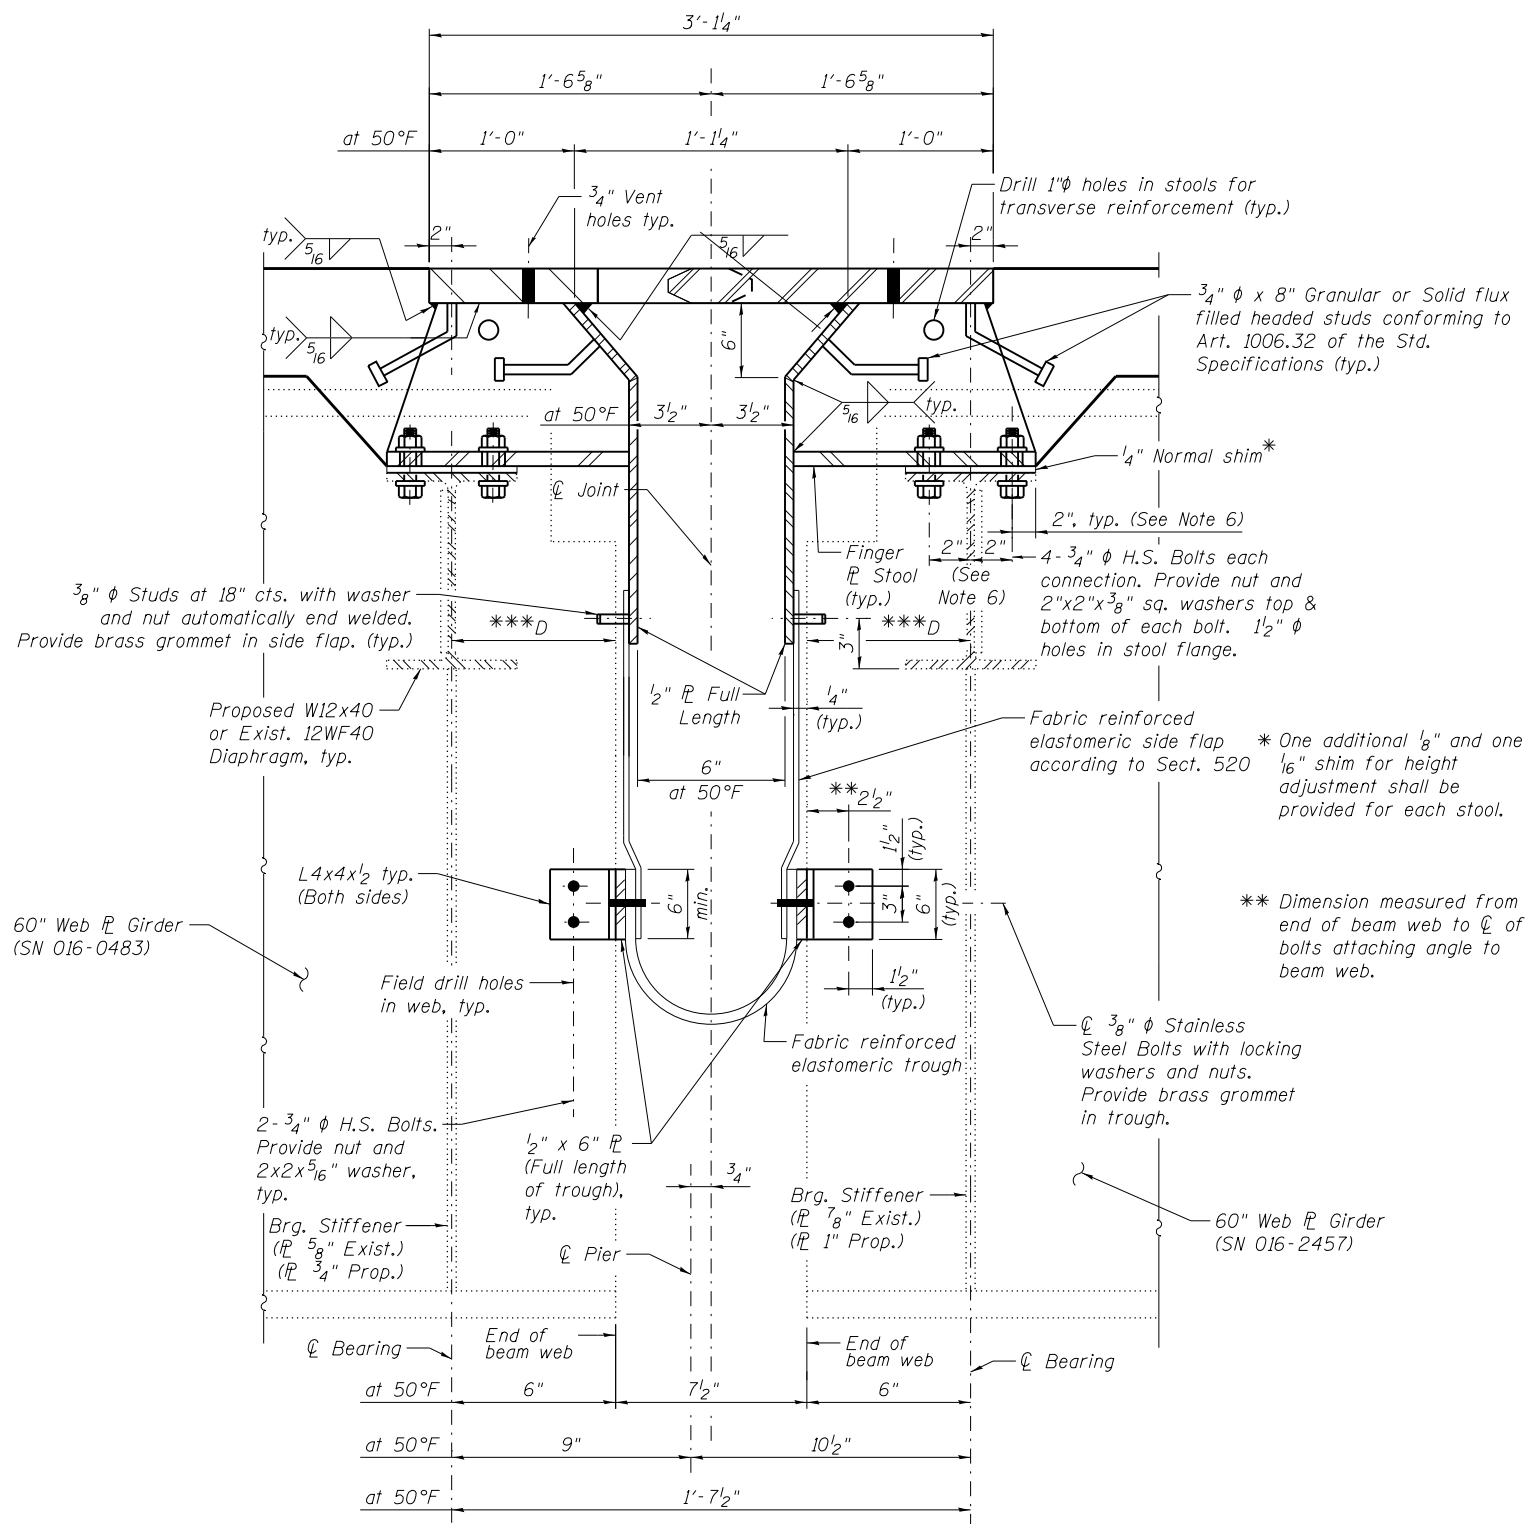 3'-1¼"
1'-6⅝"
1'-6⅝"
at 50°F
1'-0"
1'-1¼"
1'-0"
¾" Vent
holes typ.
Drill 1"ϕ holes in stools for
transverse reinforcement (typ.)
typ.
5/16
2"
5/16
2"
typ.
5/16
6"
¾" ϕ x 8" Granular or Solid flux
filled headed studs conforming to
Art. 1006.32 of the Std.
Specifications (typ.)
at 50°F
3½"
3½"
5/16
typ.
¼" Normal shim*
℄ Joint
2", typ. (See Note 6)
Finger
℔ Stool
(typ.)
2"
2"
(See
Note 6)
4-¾" ϕ H.S. Bolts each
connection. Provide nut and
2"x2"x⅜" sq. washers top &
bottom of each bolt. 1½" ϕ
holes in stool flange.
⅜" ϕ Studs at 18" cts. with washer
and nut automatically end welded.
Provide brass grommet in side flap. (typ.)
***D
***D
3"
½" ℔ Full
Length
¼"
(typ.)
Proposed W12x40
or Exist. 12WF40
Diaphragm, typ.
Fabric reinforced
elastomeric side flap
according to Sect. 520
* One additional ⅛" and one
1/16" shim for height
adjustment shall be
provided for each stool.
6"
at 50°F
**2½"
1½"
(typ.)
L4x4x½ typ.
(Both sides)
6"
min.
3"
6"
(typ.)
** Dimension measured from
end of beam web to ℄ of
bolts attaching angle to
beam web.
60" Web ℔ Girder
(SN 016-0483)
Field drill holes
in web, typ.
1½"
(typ.)
Fabric reinforced
elastomeric trough
℄ ⅜" ϕ Stainless
Steel Bolts with locking
washers and nuts.
Provide brass grommet
in trough.
2-¾" ϕ H.S. Bolts.
Provide nut and
2x2x5/16" washer,
typ.
½" x 6" ℔
(Full length
of trough),
typ.
¾"
Brg. Stiffener
(℔ ⅞" Exist.)
(℔ 1" Prop.)
60" Web ℔ Girder
(SN 016-2457)
Brg. Stiffener
(℔ ⅝" Exist.)
(℔ ¾" Prop.)
℄ Pier
℄ Bearing
End of
beam web
End of
beam web
℄ Bearing
at 50°F
6"
7½"
6"
at 50°F
9"
10½"
at 50°F
1'-7½"